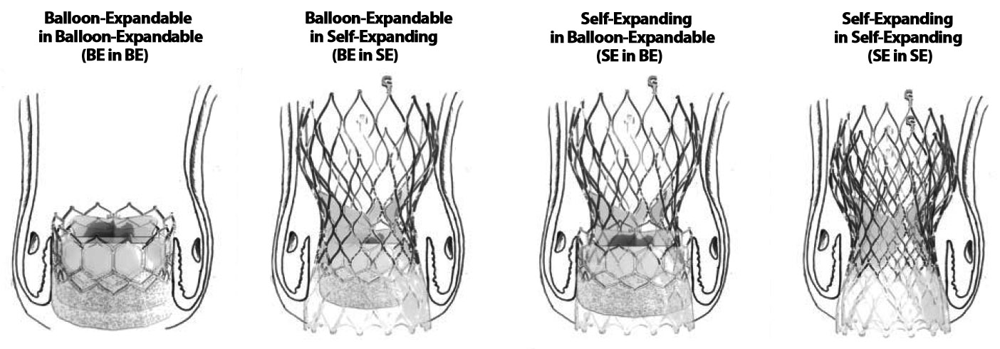 Balloon-Expandable
in Balloon-Expandable
(BE in BE)
Balloon-Expandable
in Self-Expanding
(BE in SE)
Self-Expanding
in Balloon-Expandable
(SE in BE)
Self-Expanding
in Self-Expanding
(SE in SE)